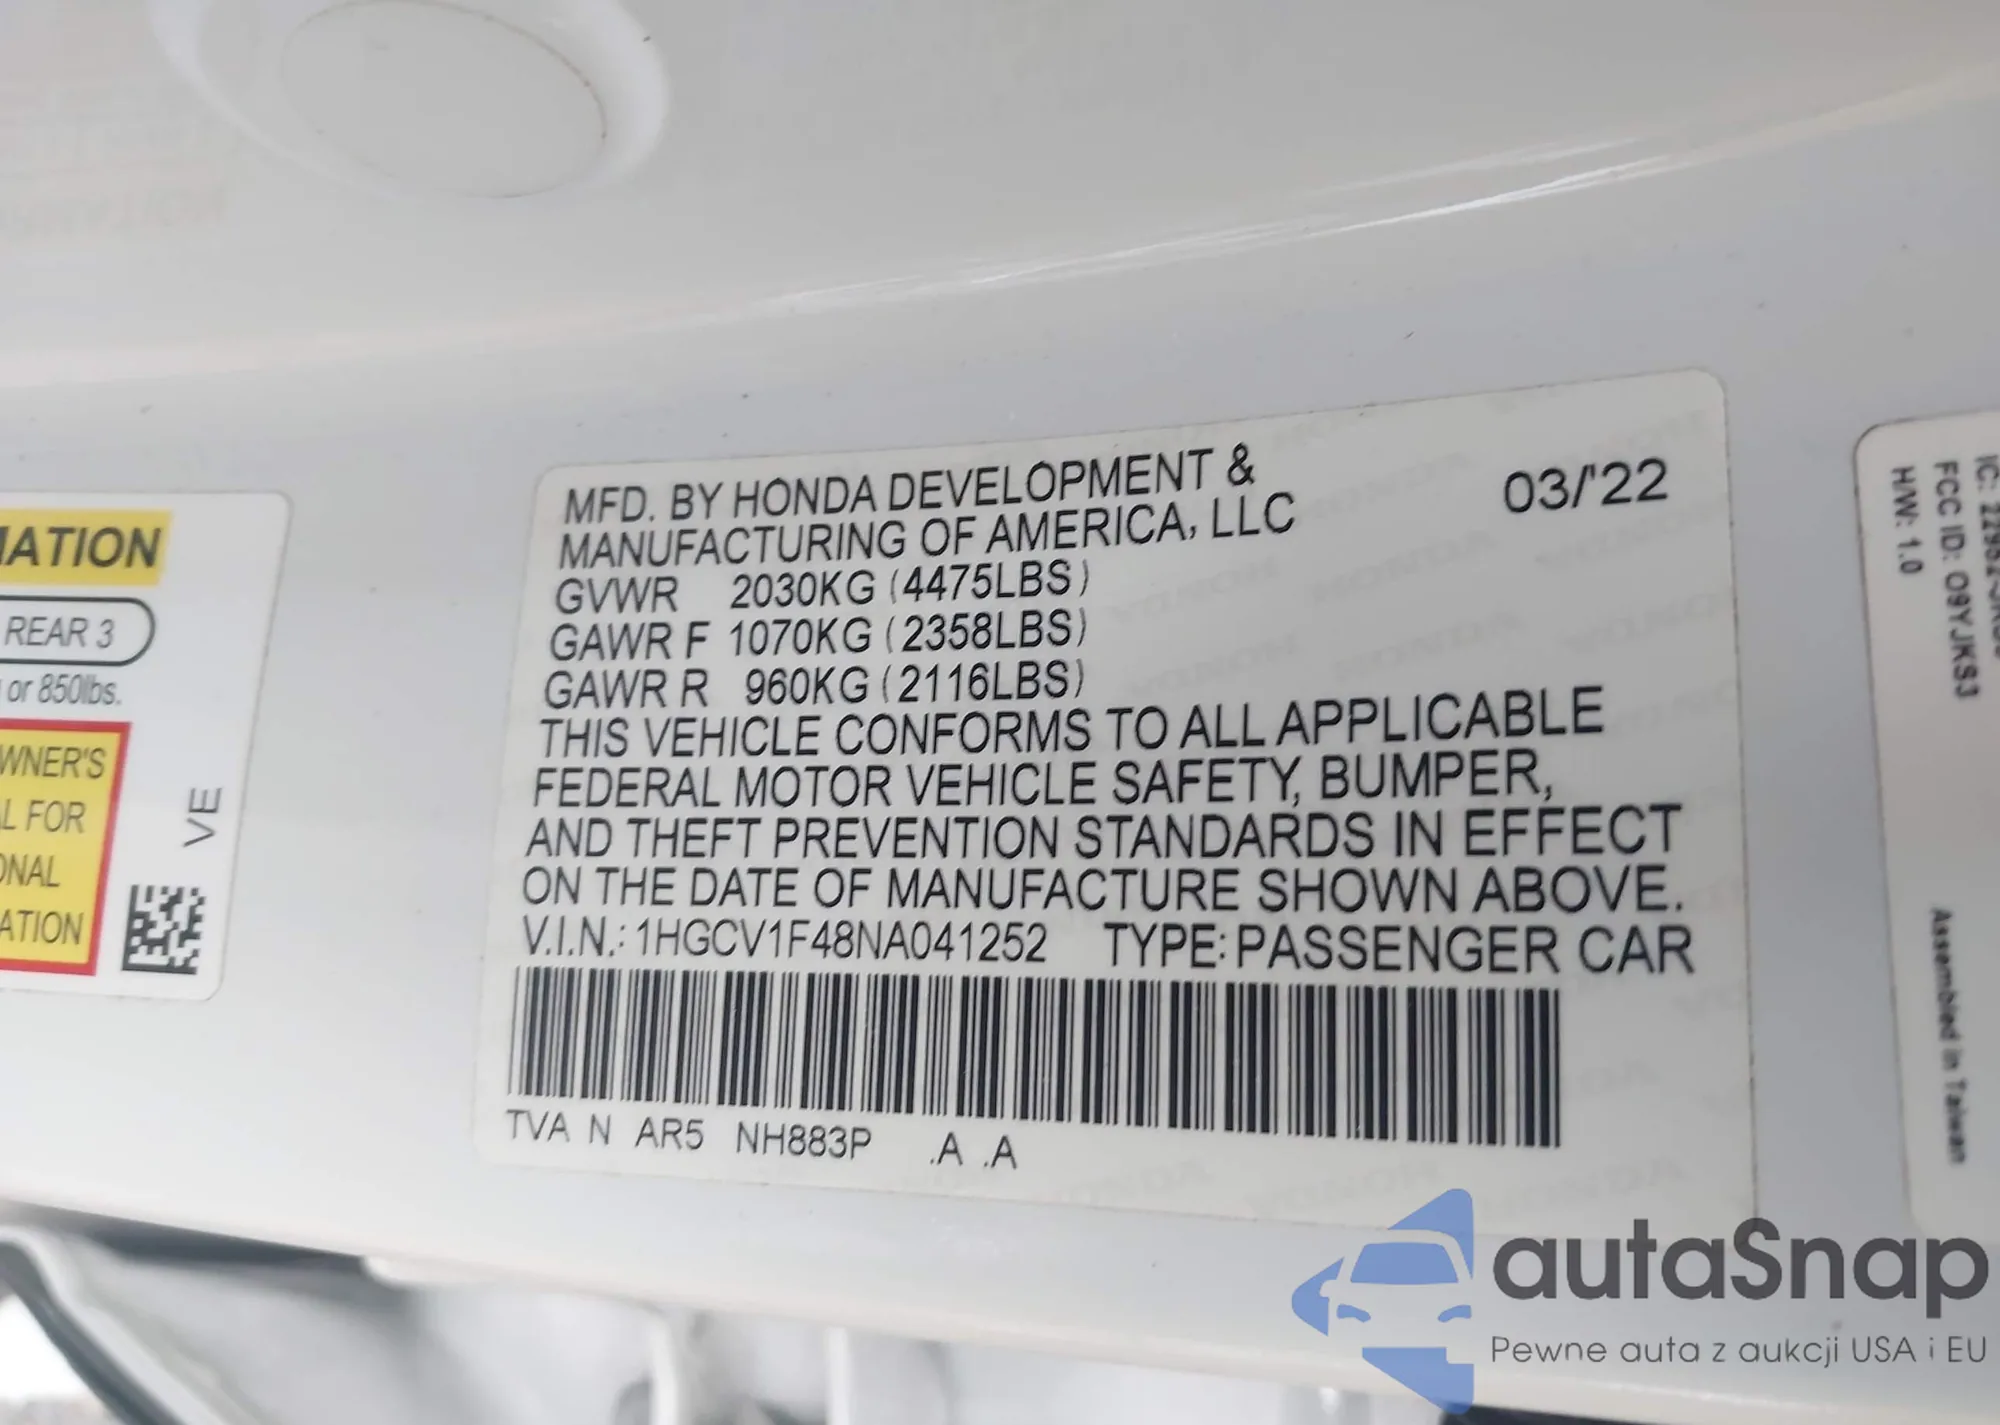 MATION
REAR 3
or 850lbs.
WNER'S
L FOR
ONAL
ATION
VE
MFD. BY HONDA DEVELOPMENT &
MANUFACTURING OF AMERICA, LLC
03/'22
GVWR 2030KG (4475LBS)
GAWR F 1070KG (2358LBS)
GAWR R 960KG (2116LBS)
THIS VEHICLE CONFORMS TO ALL APPLICABLE
FEDERAL MOTOR VEHICLE SAFETY, BUMPER,
AND THEFT PREVENTION STANDARDS IN EFFECT
ON THE DATE OF MANUFACTURE SHOWN ABOVE.
V.I.N.: 1HGCV1F48NA041252 TYPE: PASSENGER CAR
TVA N AR5 NH883P .A .A
IC:
FCC ID: O9YJKS3
H/W: 1.0
Assembled in Taiwan
autaSnap
Pewne auta z aukcji USA i EU